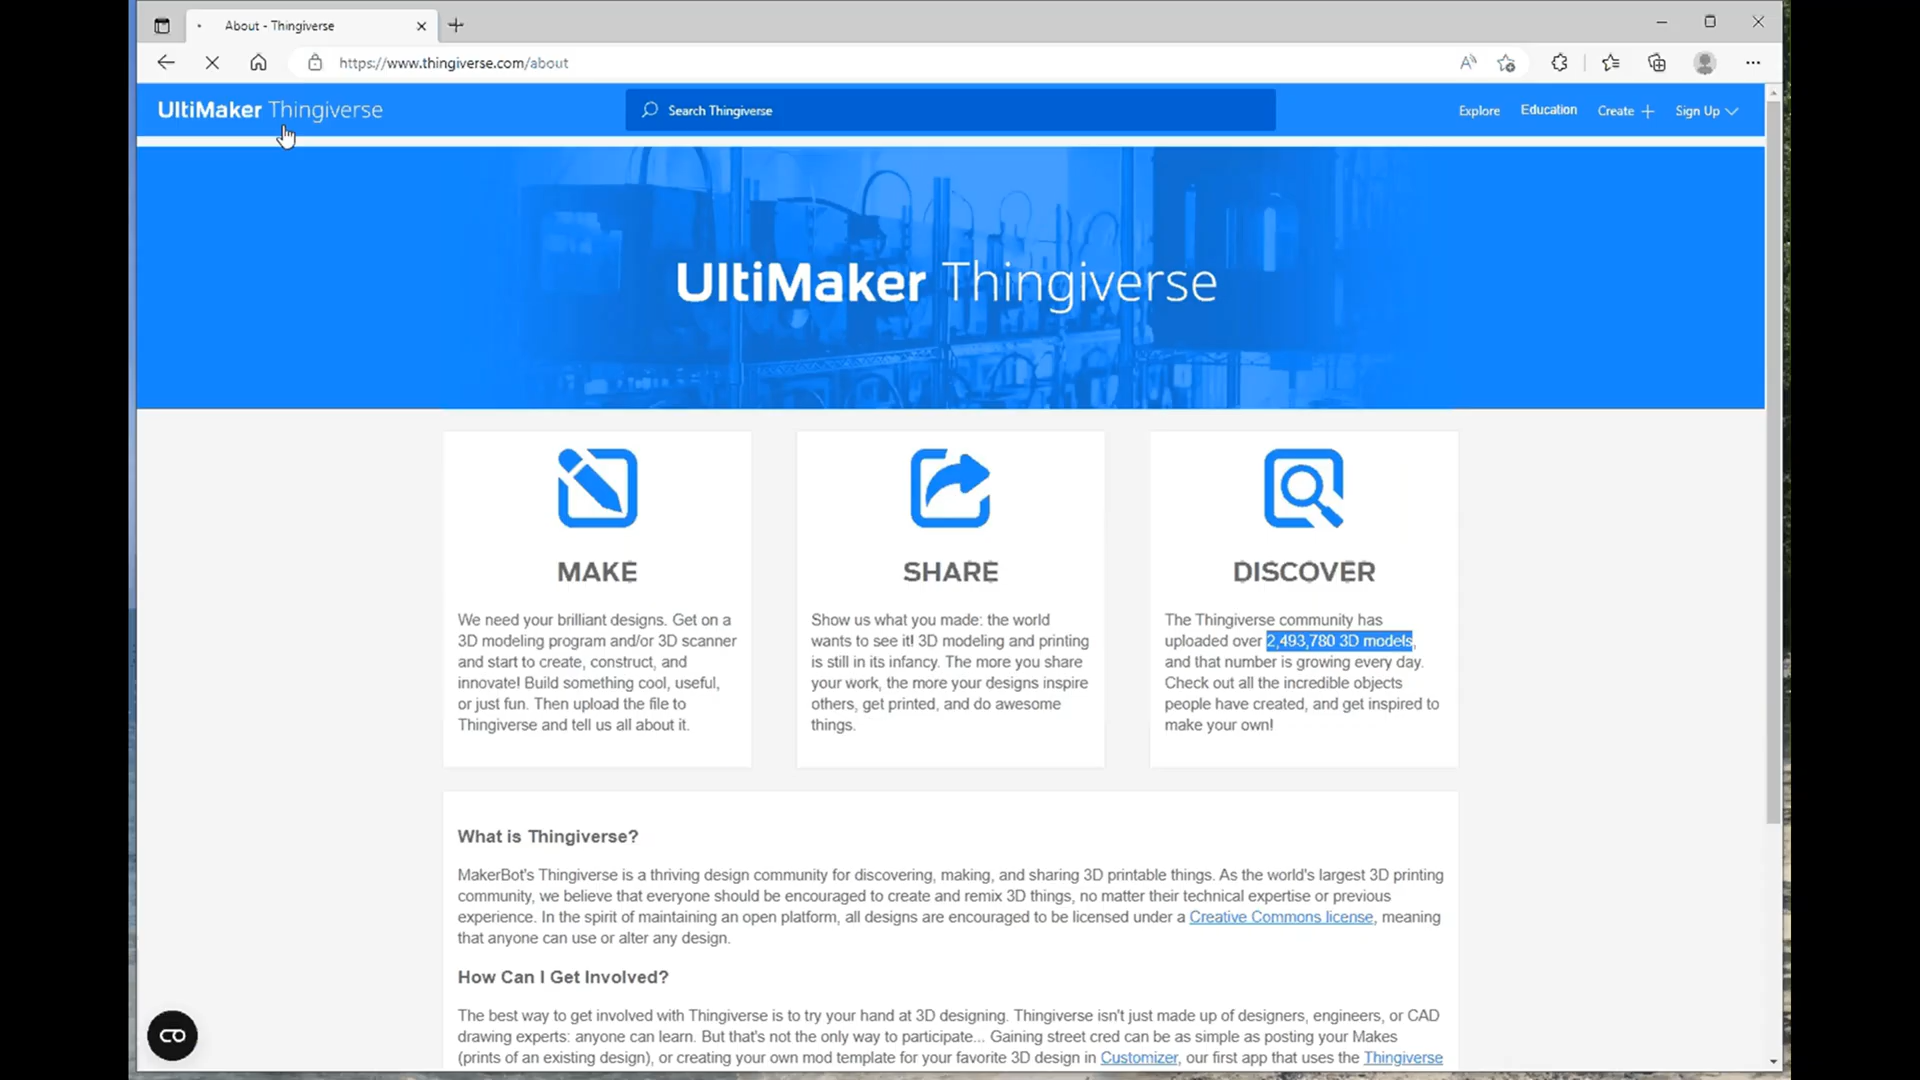 About - Thingiverse
https://www.thingiverse.com/about
UltiMaker Thingiverse
Search Thingiverse
Explore
Education
Create
Sign Up
UltiMaker Thingiverse
MAKE
We need your brilliant designs. Get on a
3D modeling program and/or 3D scanner
and start to create, construct, and
innovate! Build something cool, useful,
or just fun. Then upload the file to
Thingiverse and tell us all about it.
SHARE
Show us what you made: the world
wants to see it! 3D modeling and printing
is still in its infancy. The more you share
your work, the more your designs inspire
others, get printed, and do awesome
things.
DISCOVER
The Thingiverse community has
uploaded over 2,493,780 3D models,
and that number is growing every day.
Check out all the incredible objects
people have created, and get inspired to
make your own!
What is Thingiverse?
MakerBot's Thingiverse is a thriving design community for discovering, making, and sharing 3D printable things. As the world's largest 3D printing
community, we believe that everyone should be encouraged to create and remix 3D things, no matter their technical expertise or previous
experience. In the spirit of maintaining an open platform, all designs are encouraged to be licensed under a Creative Commons license, meaning
that anyone can use or alter any design.
How Can I Get Involved?
The best way to get involved with Thingiverse is to try your hand at 3D designing. Thingiverse isn't just made up of designers, engineers, or CAD
drawing experts: anyone can learn. But that's not the only way to participate... Gaining street cred can be as simple as posting your Makes
(prints of an existing design), or creating your own mod template for your favorite 3D design in Customizer, our first app that uses the Thingiverse